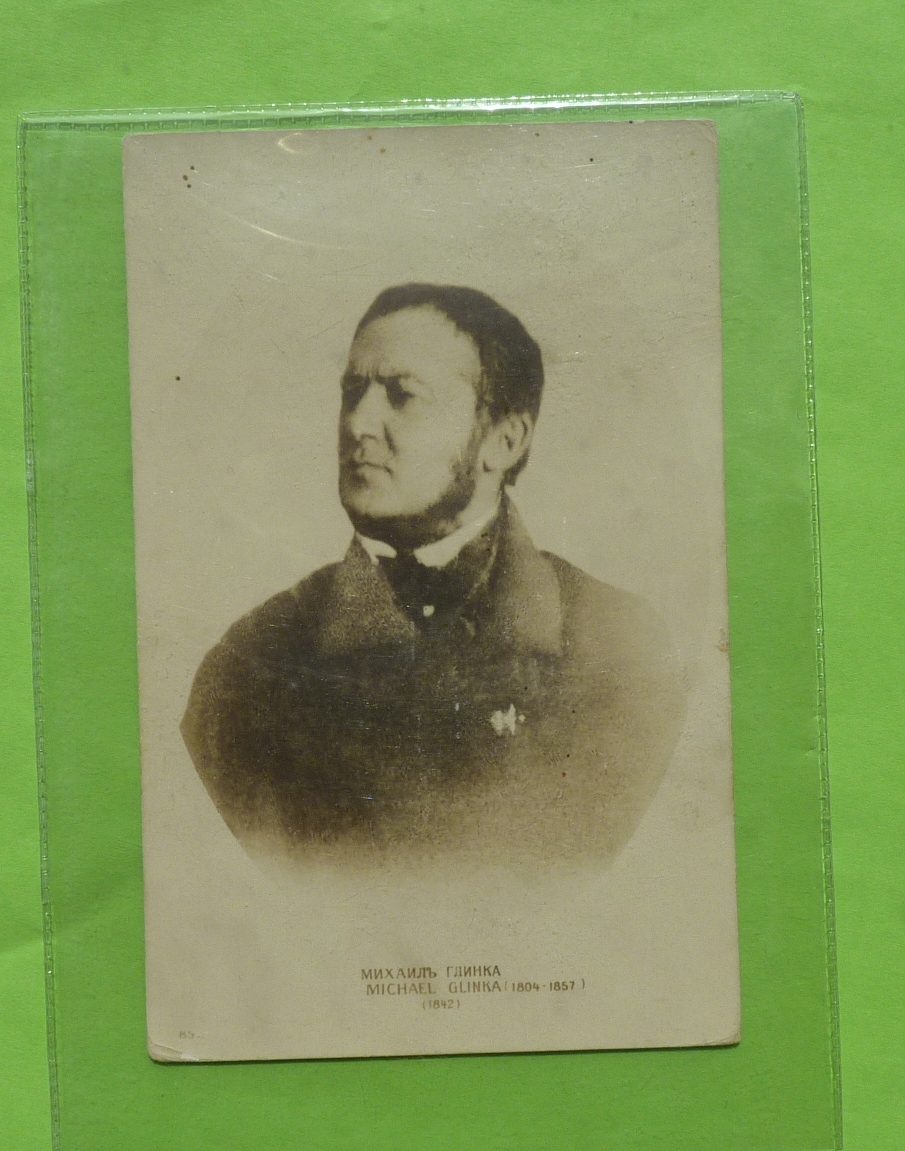 МИХАИЛЪ ГЛИНКА
MICHAEL GLINKA (1804-1857)
(1842)